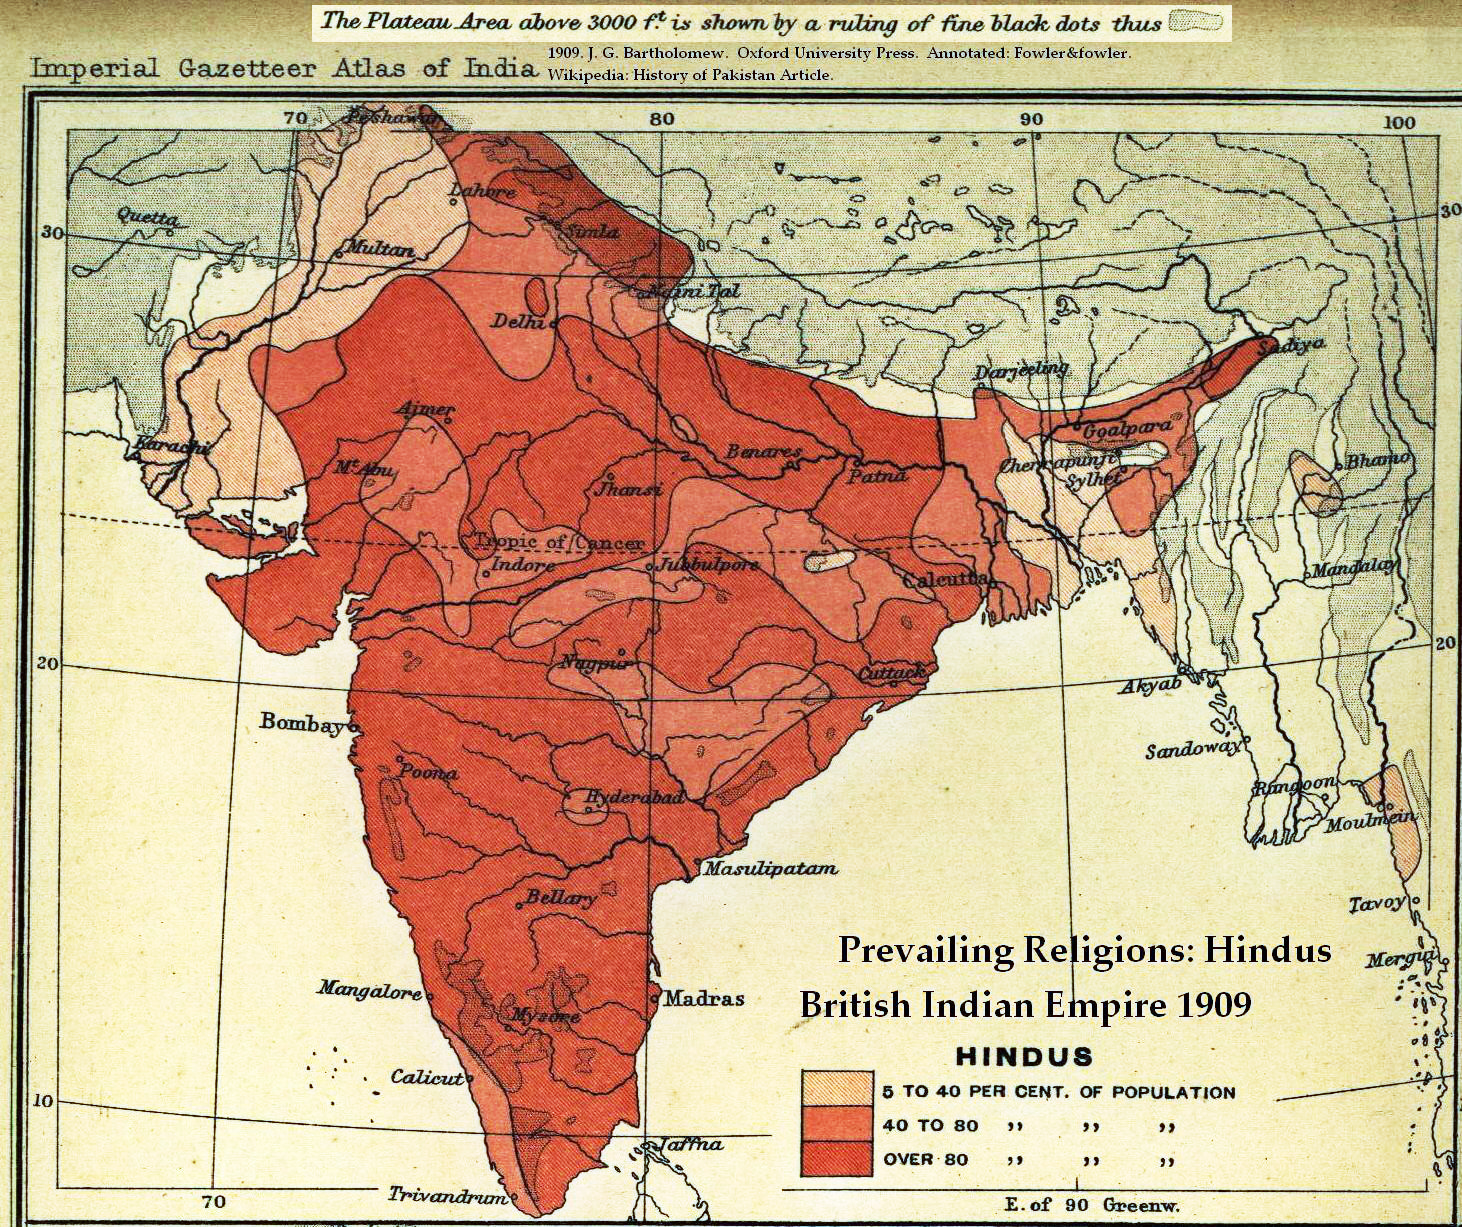 The Plateau Area above 3000 f.t is shown by a ruling of fine black dots thus
1909. J. G. Bartholomew. Oxford University Press. Annotated: Fowler&fowler.
Imperial Gazetteer Atlas of India
Wikipedia: History of Pakistan Article.
70
80
90
100
Peshawar
Lahore
Quetta
30
30
Simla
Multan
Naini Tal
Delhi
Sadiya
Darjeeling
Ajmer
Goalpara
Karachi
Benares
Cherrapunji
Bhamo
Mt Abu
Patna
Sylhet
Jhansi
Tropic of Cancer
Indore
Jubbulpore
Calcutta
Mandalay
20
Nagpur
Cuttack
20
Akyab
Bombay
Sandoway
Poona
Hyderabad
Rangoon
Moulmein
Masulipatam
Bellary
Tavoy
Prevailing Religions: Hindus
Mergui
Mangalore
Madras
British Indian Empire 1909
Mysore
HINDUS
Calicut
5 TO 40 PER CENT. OF POPULATION
10
40 TO 80 ,, ,, ,,
Jaffna
OVER 80 ,, ,, ,,
Trivandrum
70
E. of 90 Greenw.